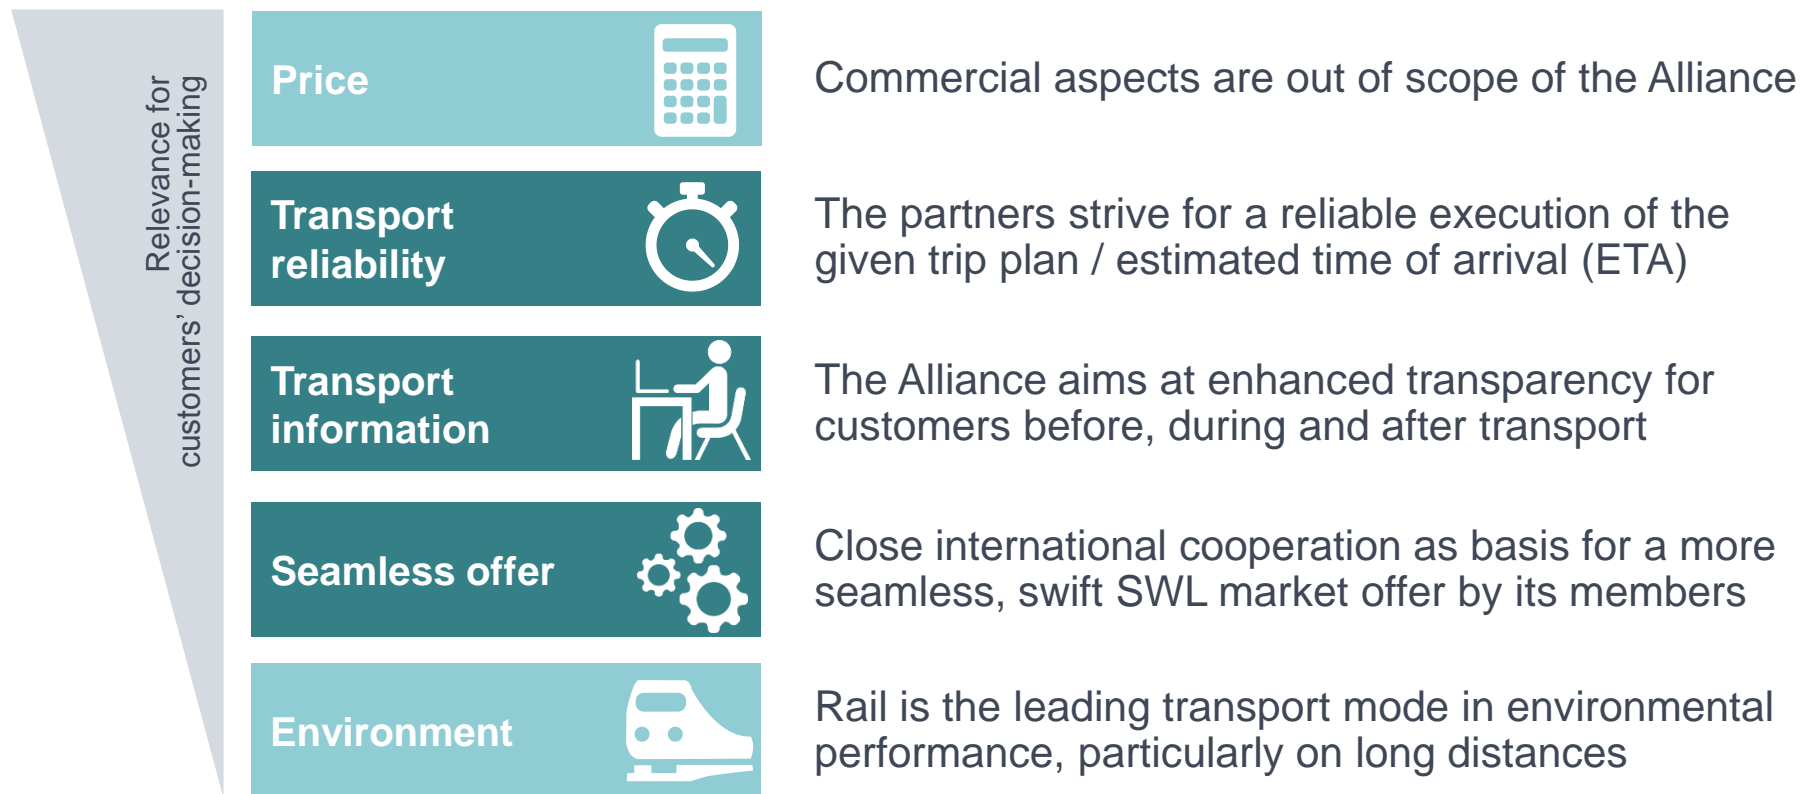 Relevance for
customers’ decision-making
Price
Commercial aspects are out of scope of the Alliance
Transport
reliability
The partners strive for a reliable execution of the
given trip plan / estimated time of arrival (ETA)
Transport
information
The Alliance aims at enhanced transparency for
customers before, during and after transport
Seamless offer
Close international cooperation as basis for a more
seamless, swift SWL market offer by its members
Environment
Rail is the leading transport mode in environmental
performance, particularly on long distances